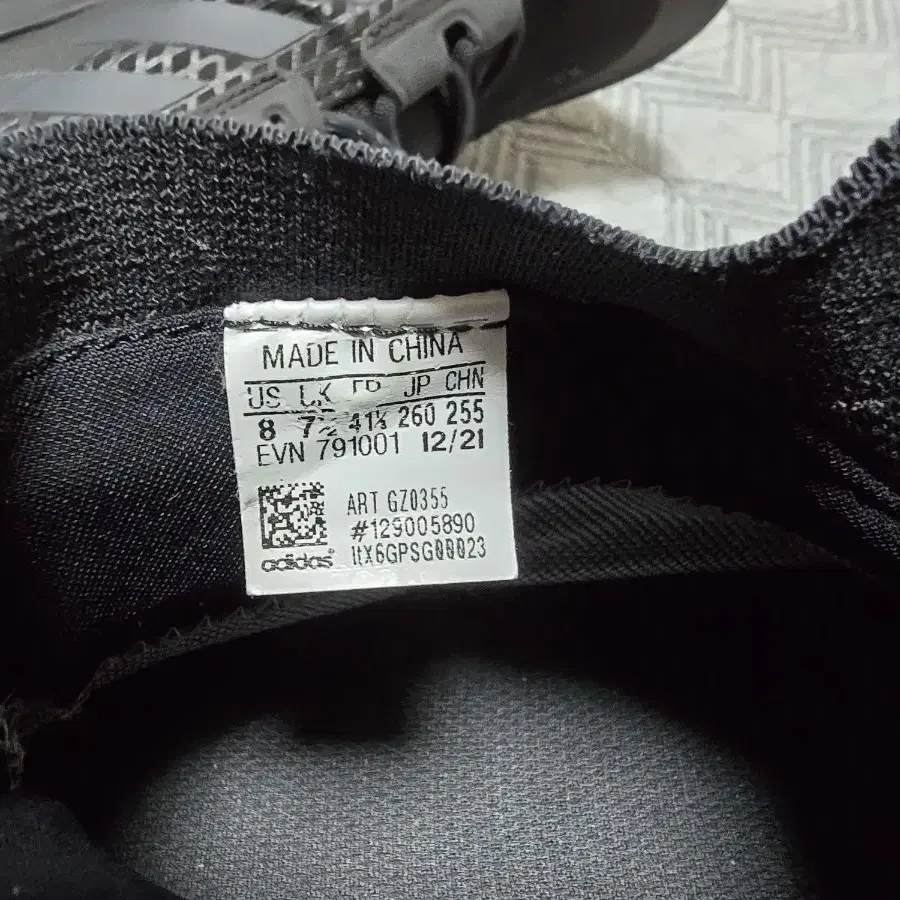 MADE IN CHINA
US UK FR JP CHN
8 7½ 41⅓ 260 255
EVN 791001 12/21
ART GZ0355
#129005890
adidas